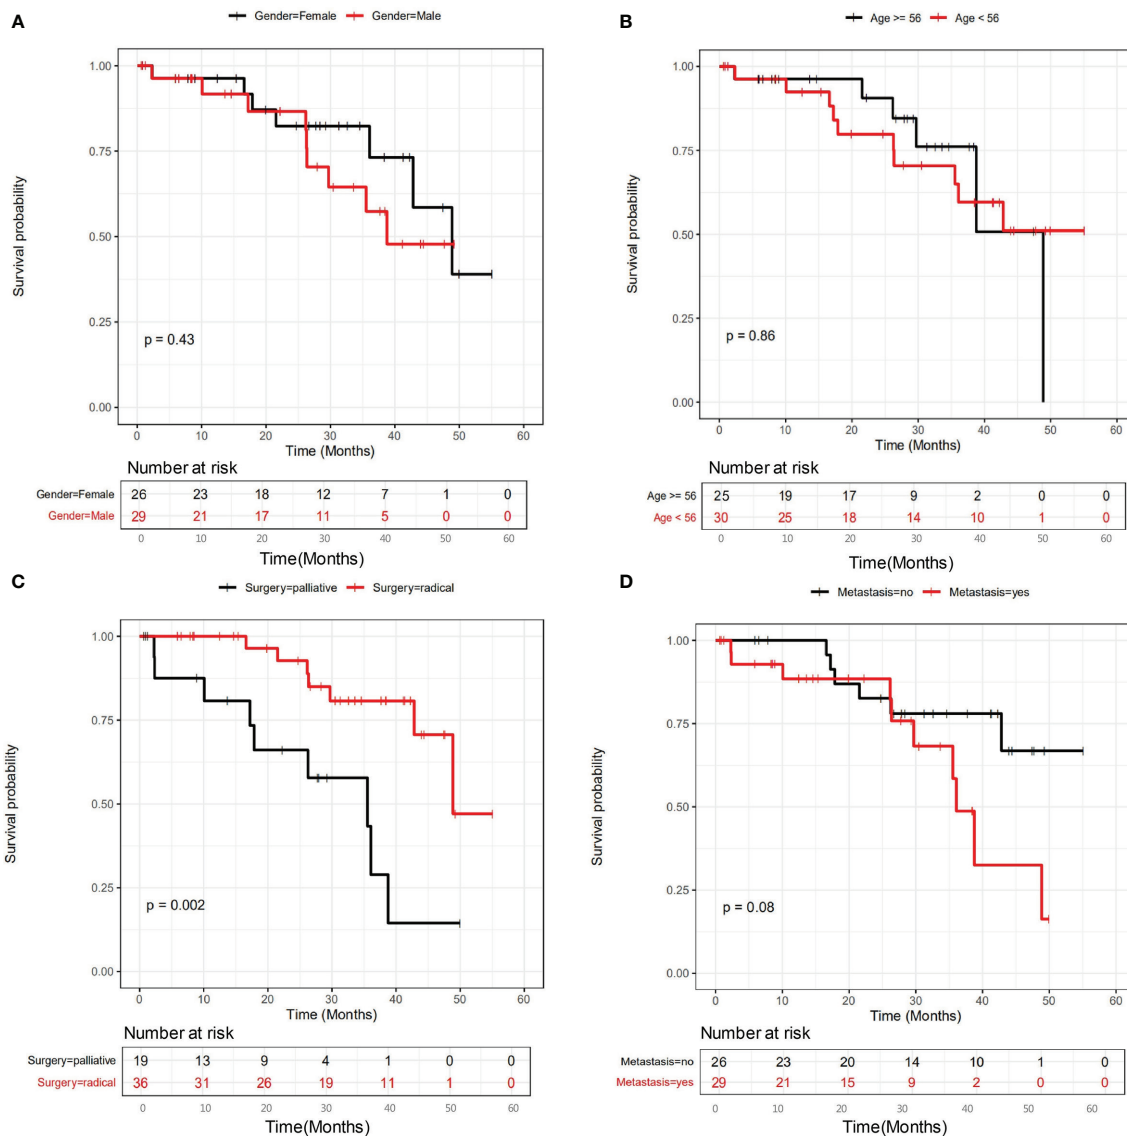 A
Gender=Female Gender=Male
Survival probability
1.00
0.75
0.50
0.25
0.00
p = 0.43
0 10 20 30 40 50 60
Time (Months)
Number at risk
Gender=Female 26 23 18 12 7 1 0
Gender=Male 29 21 17 11 5 0 0
0 10 20 30 40 50 60
Time(Months)
B
Age >= 56 Age < 56
Survival probability
1.00
0.75
0.50
0.25
0.00
p = 0.86
0 10 20 30 40 50 60
Time (Months)
Number at risk
Age >= 56 25 19 17 9 2 0 0
Age < 56 30 25 18 14 10 1 0
0 10 20 30 40 50 60
Time(Months)
C
Surgery=palliative Surgery=radical
Survival probability
1.00
0.75
0.50
0.25
0.00
p = 0.002
0 10 20 30 40 50 60
Time (Months)
Number at risk
Surgery=palliative 19 13 9 4 1 0 0
Surgery=radical 36 31 26 19 11 1 0
0 10 20 30 40 50 60
Time(Months)
D
Metastasis=no Metastasis=yes
Survival probability
1.00
0.75
0.50
0.25
0.00
p = 0.08
0 10 20 30 40 50 60
Time (Months)
Number at risk
Metastasis=no 26 23 20 14 10 1 0
Metastasis=yes 29 21 15 9 2 0 0
0 10 20 30 40 50 60
Time(Months)